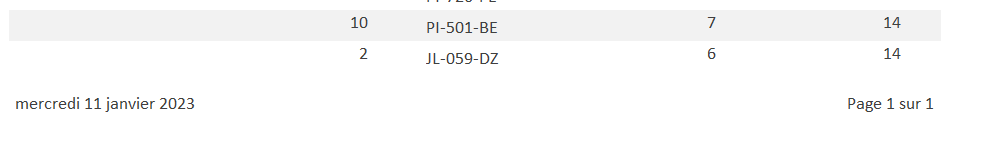 10 PI-501-BE 7 14
2 JL-059-DZ 6 14
mercredi 11 janvier 2023 Page 1 sur 1